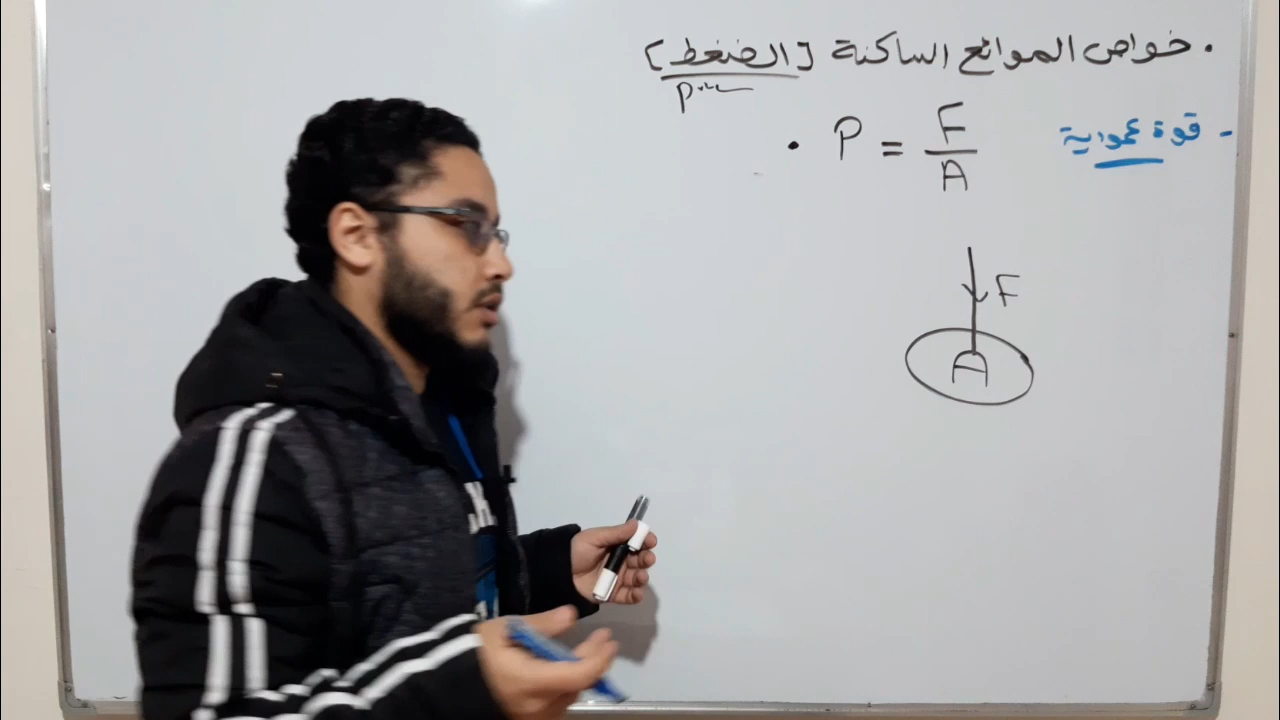 . خواص الموائع الساكنة [الضغط]
- قوة عمودية
. P = F/A
F
A